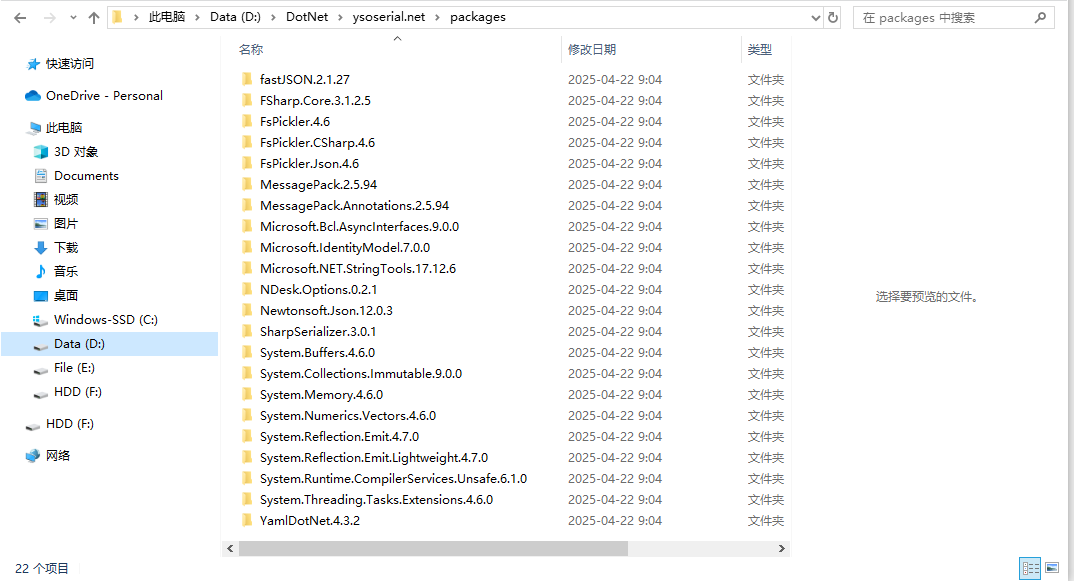 此电脑 Data (D:) DotNet ysoserial.net packages 在 packages 中搜索
快速访问
OneDrive - Personal
此电脑
3D 对象
Documents
视频
图片
下载
音乐
桌面
Windows-SSD (C:)
Data (D:)
File (E:)
HDD (F:)
HDD (F:)
网络
名称 修改日期 类型
fastJSON.2.1.27 2025-04-22 9:04 文件夹
FSharp.Core.3.1.2.5 2025-04-22 9:04 文件夹
FsPickler.4.6 2025-04-22 9:04 文件夹
FsPickler.CSharp.4.6 2025-04-22 9:04 文件夹
FsPickler.Json.4.6 2025-04-22 9:04 文件夹
MessagePack.2.5.94 2025-04-22 9:04 文件夹
MessagePack.Annotations.2.5.94 2025-04-22 9:04 文件夹
Microsoft.Bcl.AsyncInterfaces.9.0.0 2025-04-22 9:04 文件夹
Microsoft.IdentityModel.7.0.0 2025-04-22 9:04 文件夹
Microsoft.NET.StringTools.17.12.6 2025-04-22 9:04 文件夹
NDesk.Options.0.2.1 2025-04-22 9:04 文件夹
Newtonsoft.Json.12.0.3 2025-04-22 9:04 文件夹
SharpSerializer.3.0.1 2025-04-22 9:04 文件夹
System.Buffers.4.6.0 2025-04-22 9:04 文件夹
System.Collections.Immutable.9.0.0 2025-04-22 9:04 文件夹
System.Memory.4.6.0 2025-04-22 9:04 文件夹
System.Numerics.Vectors.4.6.0 2025-04-22 9:04 文件夹
System.Reflection.Emit.4.7.0 2025-04-22 9:04 文件夹
System.Reflection.Emit.Lightweight.4.7.0 2025-04-22 9:04 文件夹
System.Runtime.CompilerServices.Unsafe.6.1.0 2025-04-22 9:04 文件夹
System.Threading.Tasks.Extensions.4.6.0 2025-04-22 9:04 文件夹
YamlDotNet.4.3.2 2025-04-22 9:04 文件夹
选择要预览的文件。
22 个项目